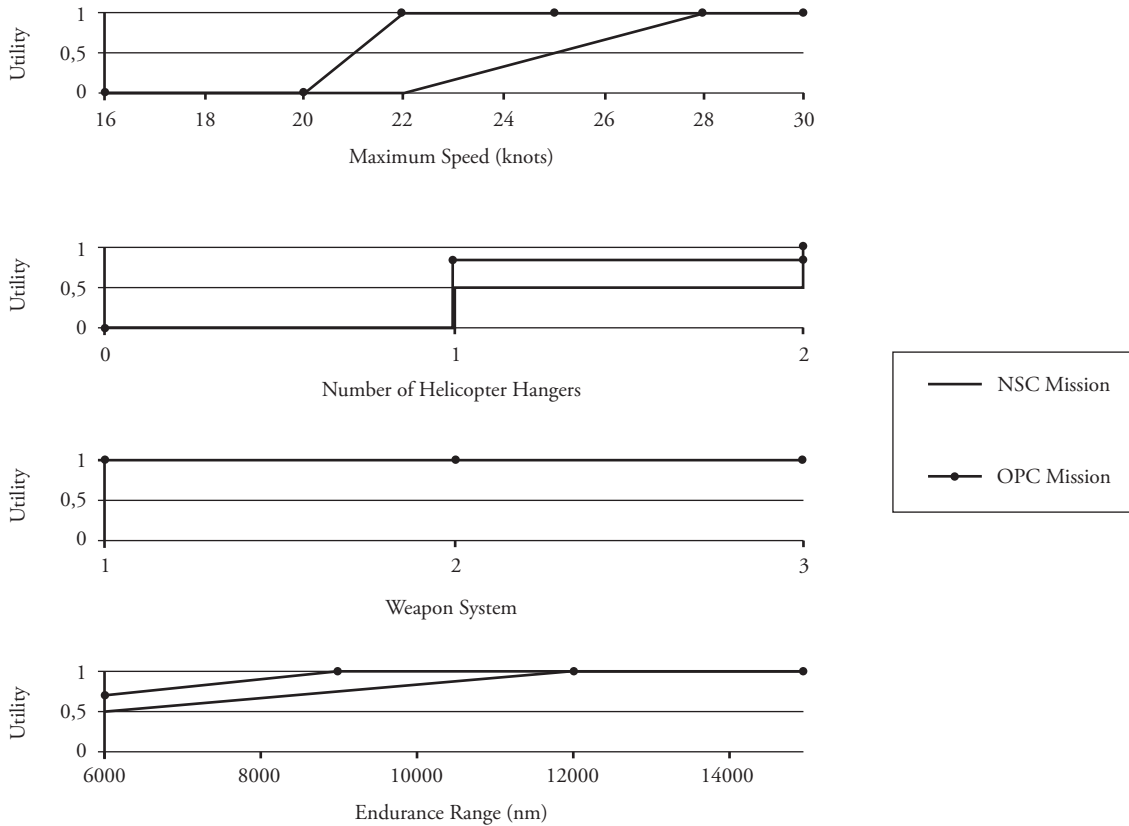 Utility
1
0,5
0
16 18 20 22 24 26 28 30
Maximum Speed (knots)
Utility
1
0,5
0
0 1 2
Number of Helicopter Hangers
Utility
1
0,5
0
1 2 3
Weapon System
Utility
1
0,5
0
6000 8000 10000 12000 14000
Endurance Range (nm)
NSC Mission
OPC Mission